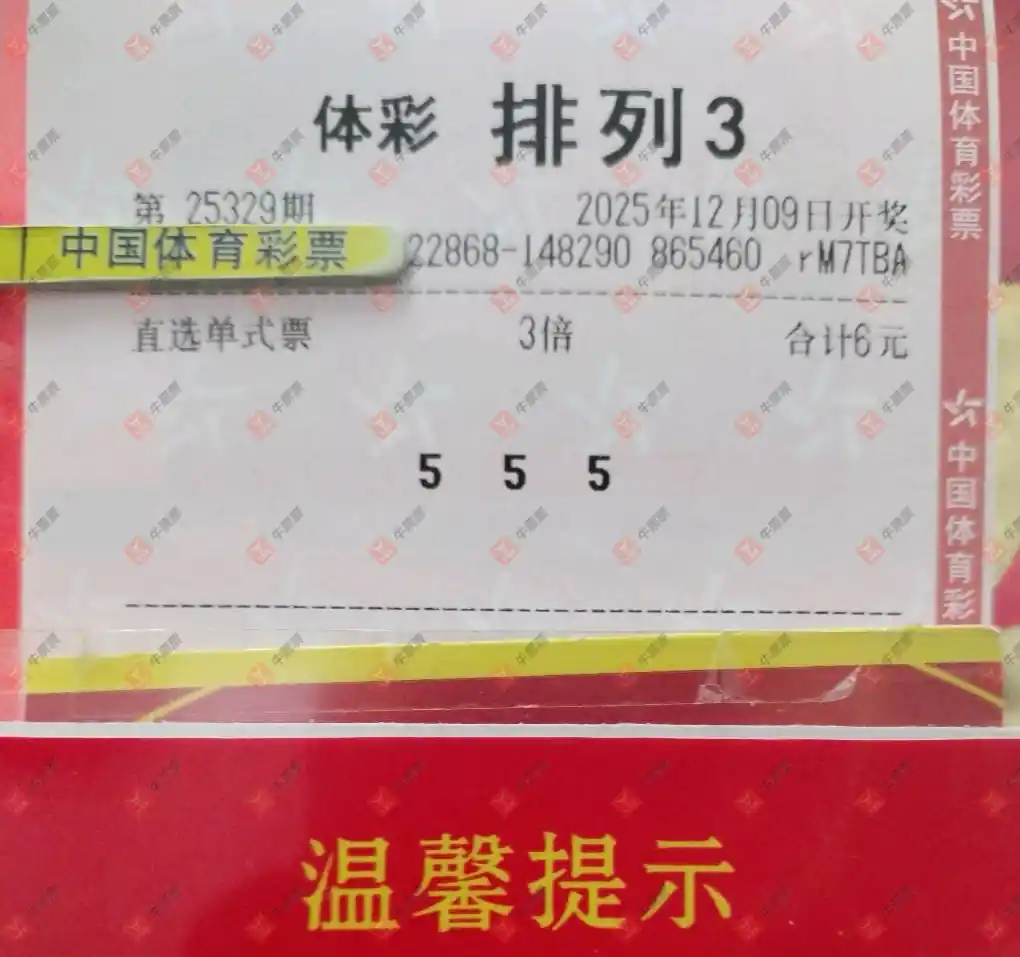 体彩 排列3
第 25329期 2025年12月09日开奖
中国体育彩票 22868-148290 865460 rM7TBA
直选单式票 3倍 合计6元
5 5 5
中国体育彩票
中国体育彩
温馨提示